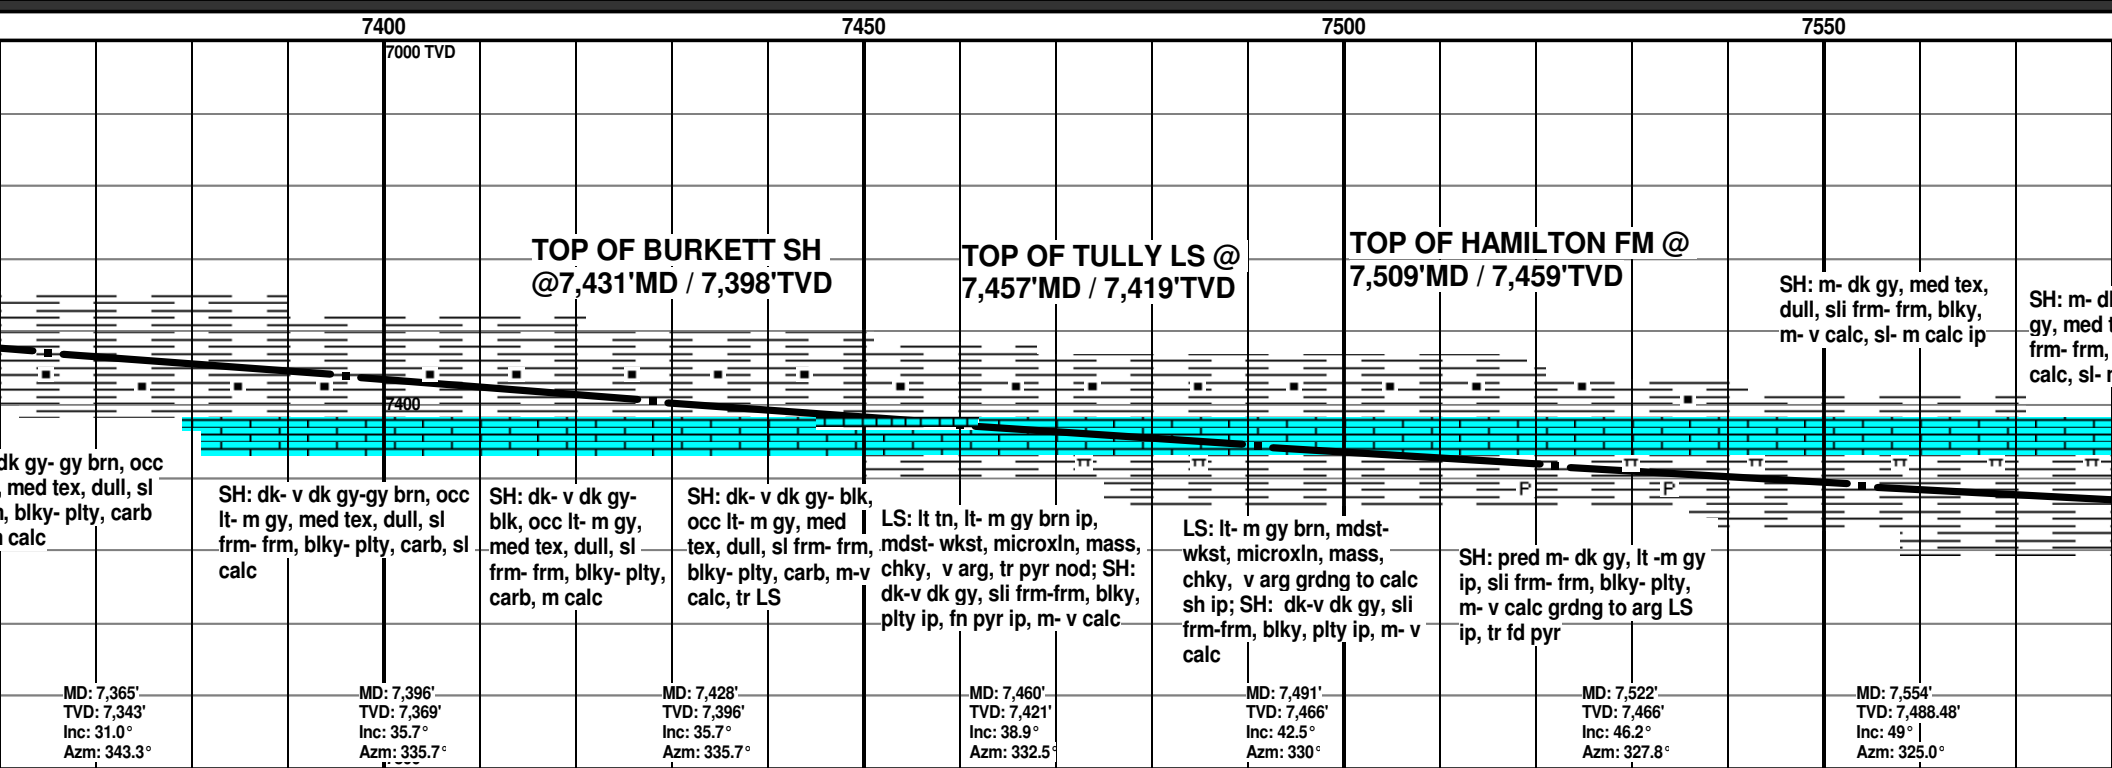 7400 7450 7500 7550
7000 TVD
TOP OF BURKETT SH
@7,431'MD / 7,398'TVD
TOP OF TULLY LS @
7,457'MD / 7,419'TVD
TOP OF HAMILTON FM @
7,509'MD / 7,459'TVD
SH: m- dk gy, med tex,
dull, sli frm- frm, blky,
m- v calc, sl- m calc ip
SH: m- d
gy, med t
frm- frm,
calc, sl-
7400
dk gy- gy brn, occ
, med tex, dull, sl
, blky- plty, carb
calc
SH: dk- v dk gy-gy brn, occ
lt- m gy, med tex, dull, sl
frm- frm, blky- plty, carb, sl
calc
SH: dk- v dk gy-
blk, occ lt- m gy,
med tex, dull, sl
frm- frm, blky- plty,
carb, m calc
SH: dk- v dk gy- blk,
occ lt- m gy, med
tex, dull, sl frm- frm,
blky- plty, carb, m-v
calc, tr LS
LS: lt tn, lt- m gy brn ip,
mdst- wkst, microxln, mass,
chky, v arg, tr pyr nod; SH:
dk-v dk gy, sli frm-frm, blky,
plty ip, fn pyr ip, m- v calc
LS: lt- m gy brn, mdst-
wkst, microxln, mass,
chky, v arg grdng to calc
sh ip; SH: dk-v dk gy, sli
frm-frm, blky, plty ip, m- v
calc
P P
SH: pred m- dk gy, lt -m gy
ip, sli frm- frm, blky- plty,
m- v calc grdng to arg LS
ip, tr fd pyr
MD: 7,365'
TVD: 7,343'
Inc: 31.0°
Azm: 343.3°
MD: 7,396'
TVD: 7,369'
Inc: 35.7°
Azm: 335.7°
MD: 7,428'
TVD: 7,396'
Inc: 35.7°
Azm: 335.7°
MD: 7,460'
TVD: 7,421'
Inc: 38.9°
Azm: 332.5°
MD: 7,491'
TVD: 7,466'
Inc: 42.5°
Azm: 330°
MD: 7,522'
TVD: 7,466'
Inc: 46.2°
Azm: 327.8°
MD: 7,554'
TVD: 7,488.48'
Inc: 49°
Azm: 325.0°